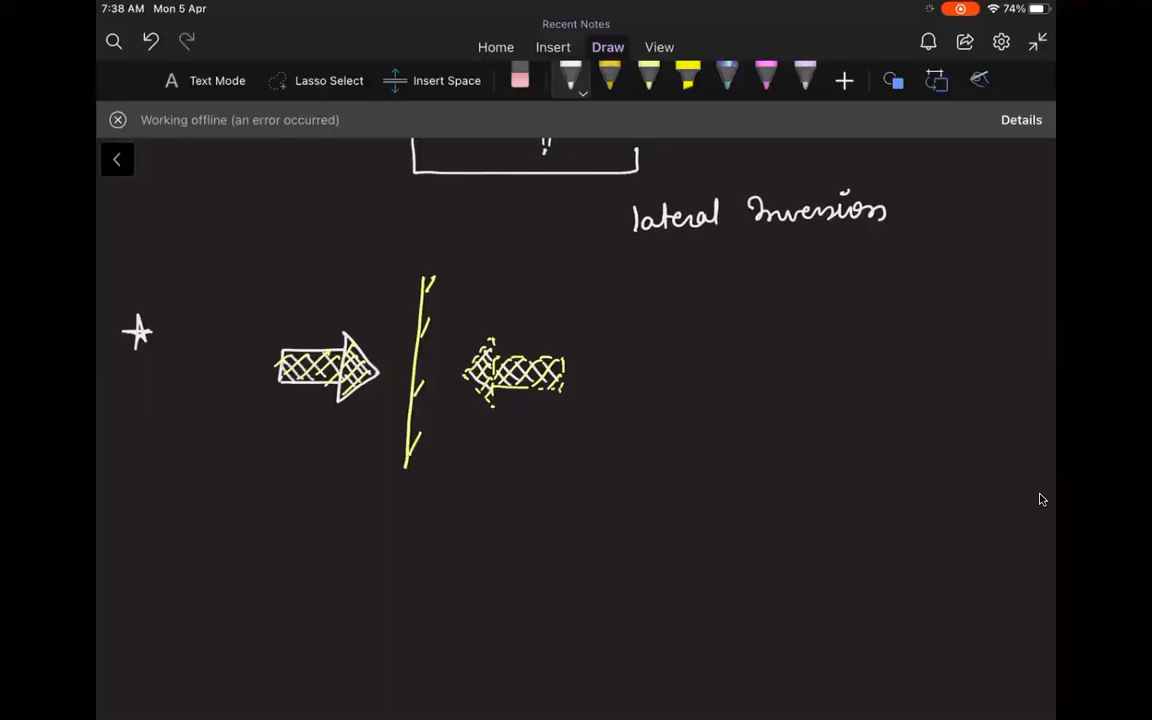 7:38 AM Mon 5 Apr
74%
Recent Notes
Home Insert Draw View
Text Mode Lasso Select Insert Space
Working offline (an error occurred) Details
lateral Inversion